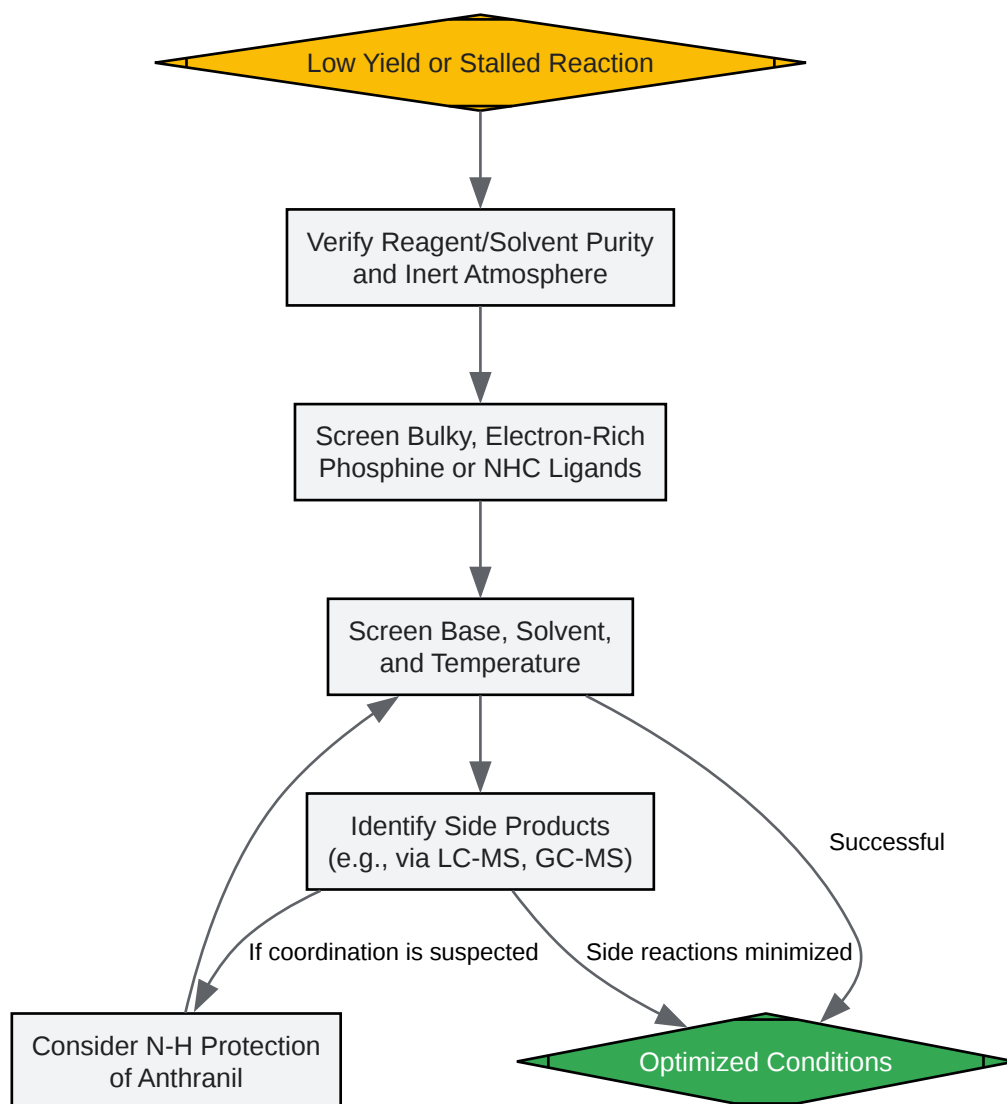 Low Yield or Stalled Reaction
Verify Reagent/Solvent Purity
and Inert Atmosphere
Screen Bulky, Electron-Rich
Phosphine or NHC Ligands
Screen Base, Solvent,
and Temperature
Identify Side Products
(e.g., via LC-MS, GC-MS)
Successful
If coordination is suspected
Side reactions minimized
Consider N-H Protection
of Anthranil
Optimized Conditions